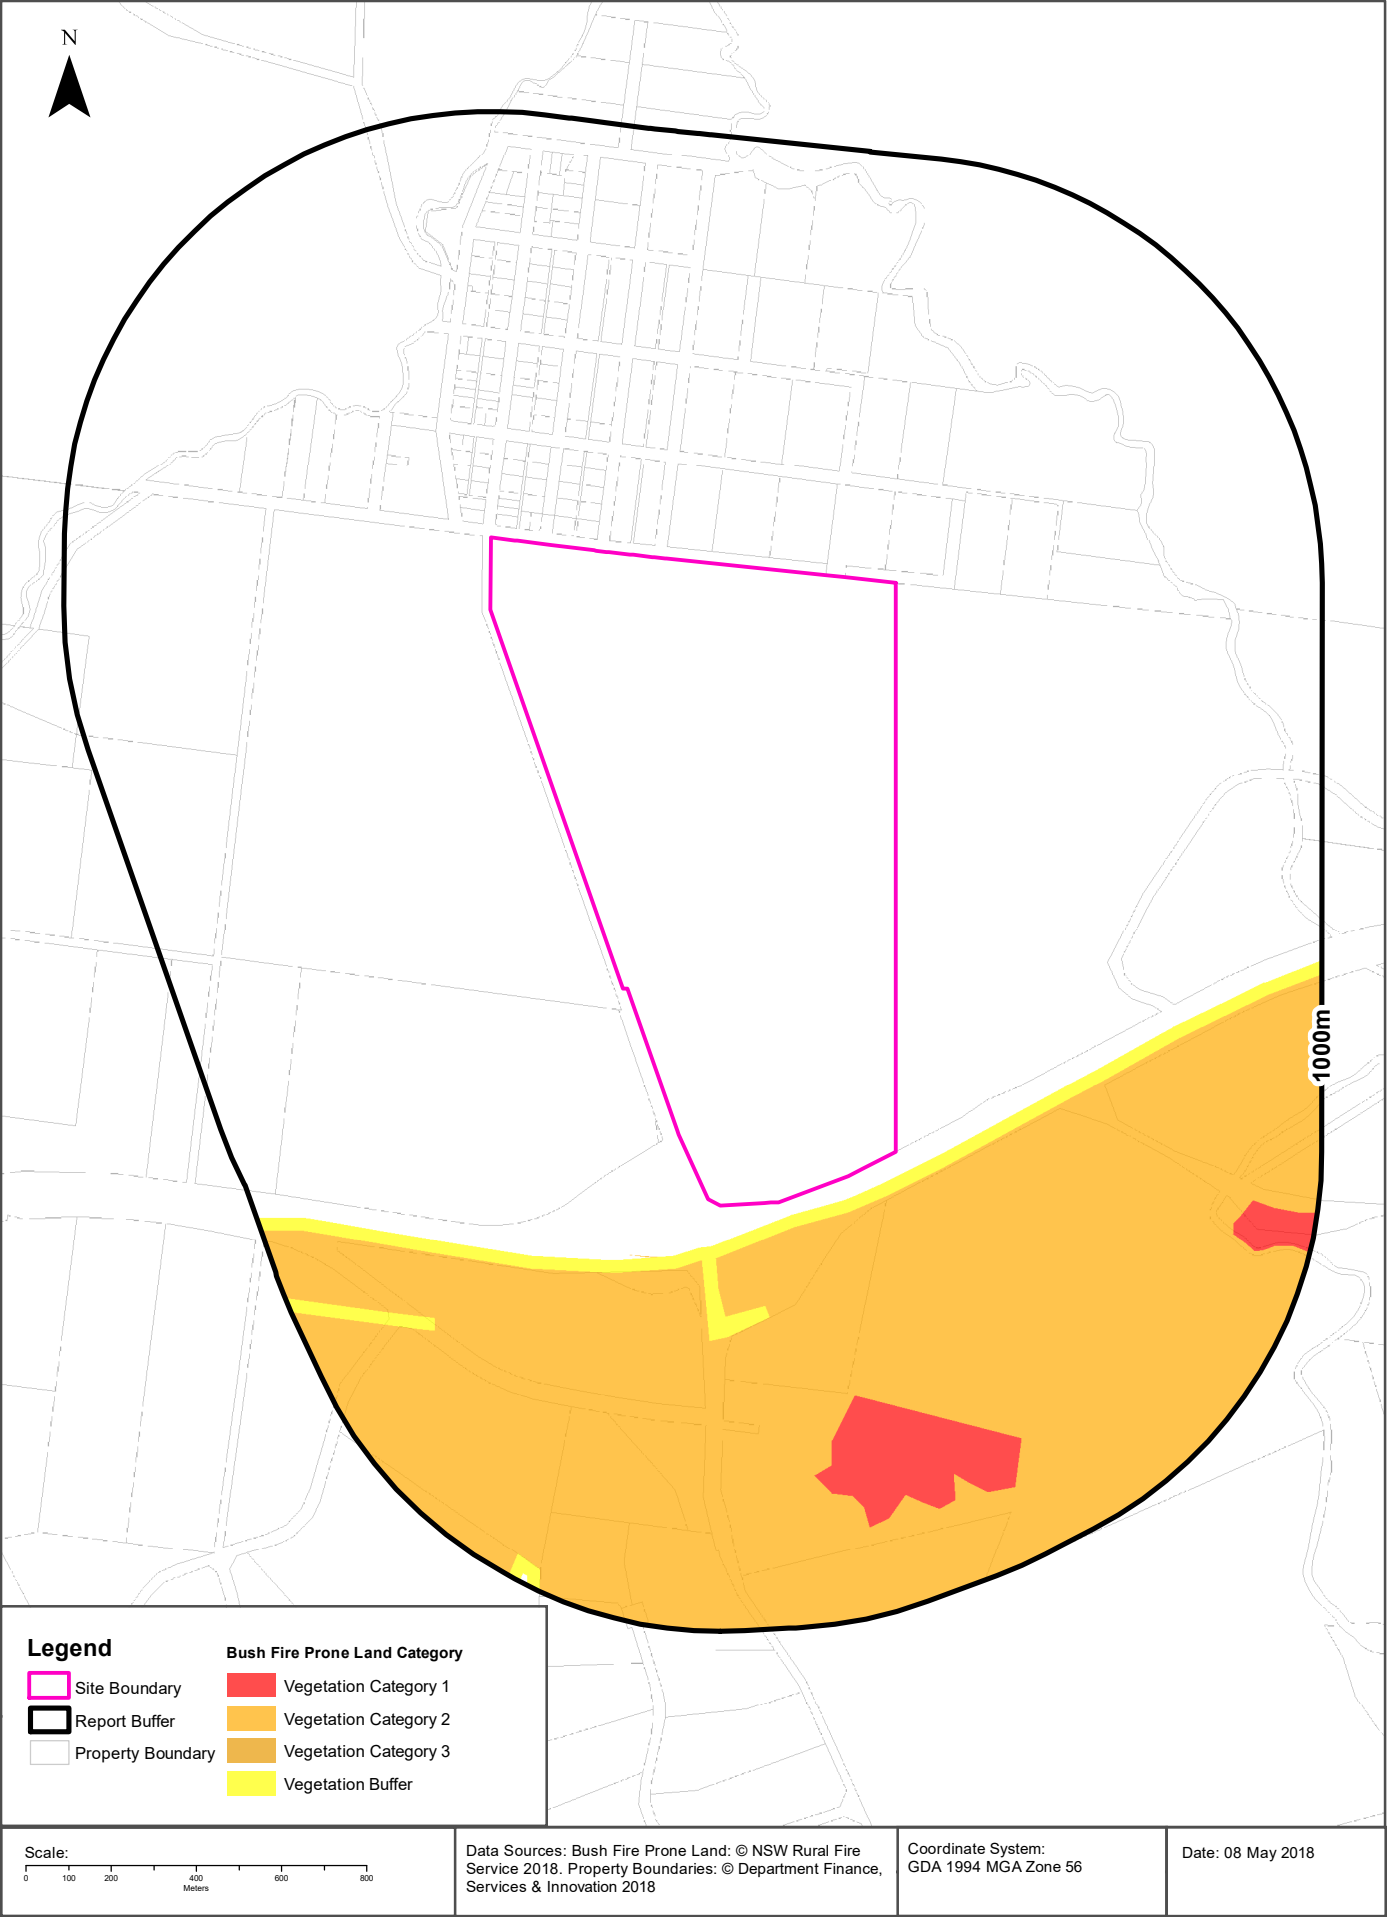 N
1000m
Legend
Site Boundary
Report Buffer
Property Boundary
Bush Fire Prone Land Category
Vegetation Category 1
Vegetation Category 2
Vegetation Category 3
Vegetation Buffer
Scale:
0 100 200 400 600 800
Meters
Data Sources: Bush Fire Prone Land: © NSW Rural Fire
Service 2018. Property Boundaries: © Department Finance,
Services & Innovation 2018
Coordinate System:
GDA 1994 MGA Zone 56
Date: 08 May 2018